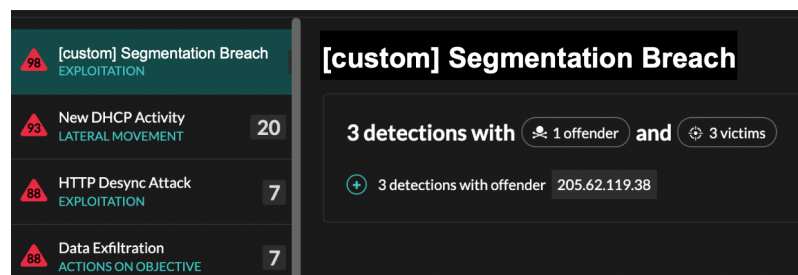 98
[custom] Segmentation Breach
EXPLOITATION
93
New DHCP Activity
LATERAL MOVEMENT
20
88
HTTP Desync Attack
EXPLOITATION
7
88
Data Exfiltration
ACTIONS ON OBJECTIVE
7
[custom] Segmentation Breach
3 detections with 1 offender and 3 victims
3 detections with offender 205.62.119.38